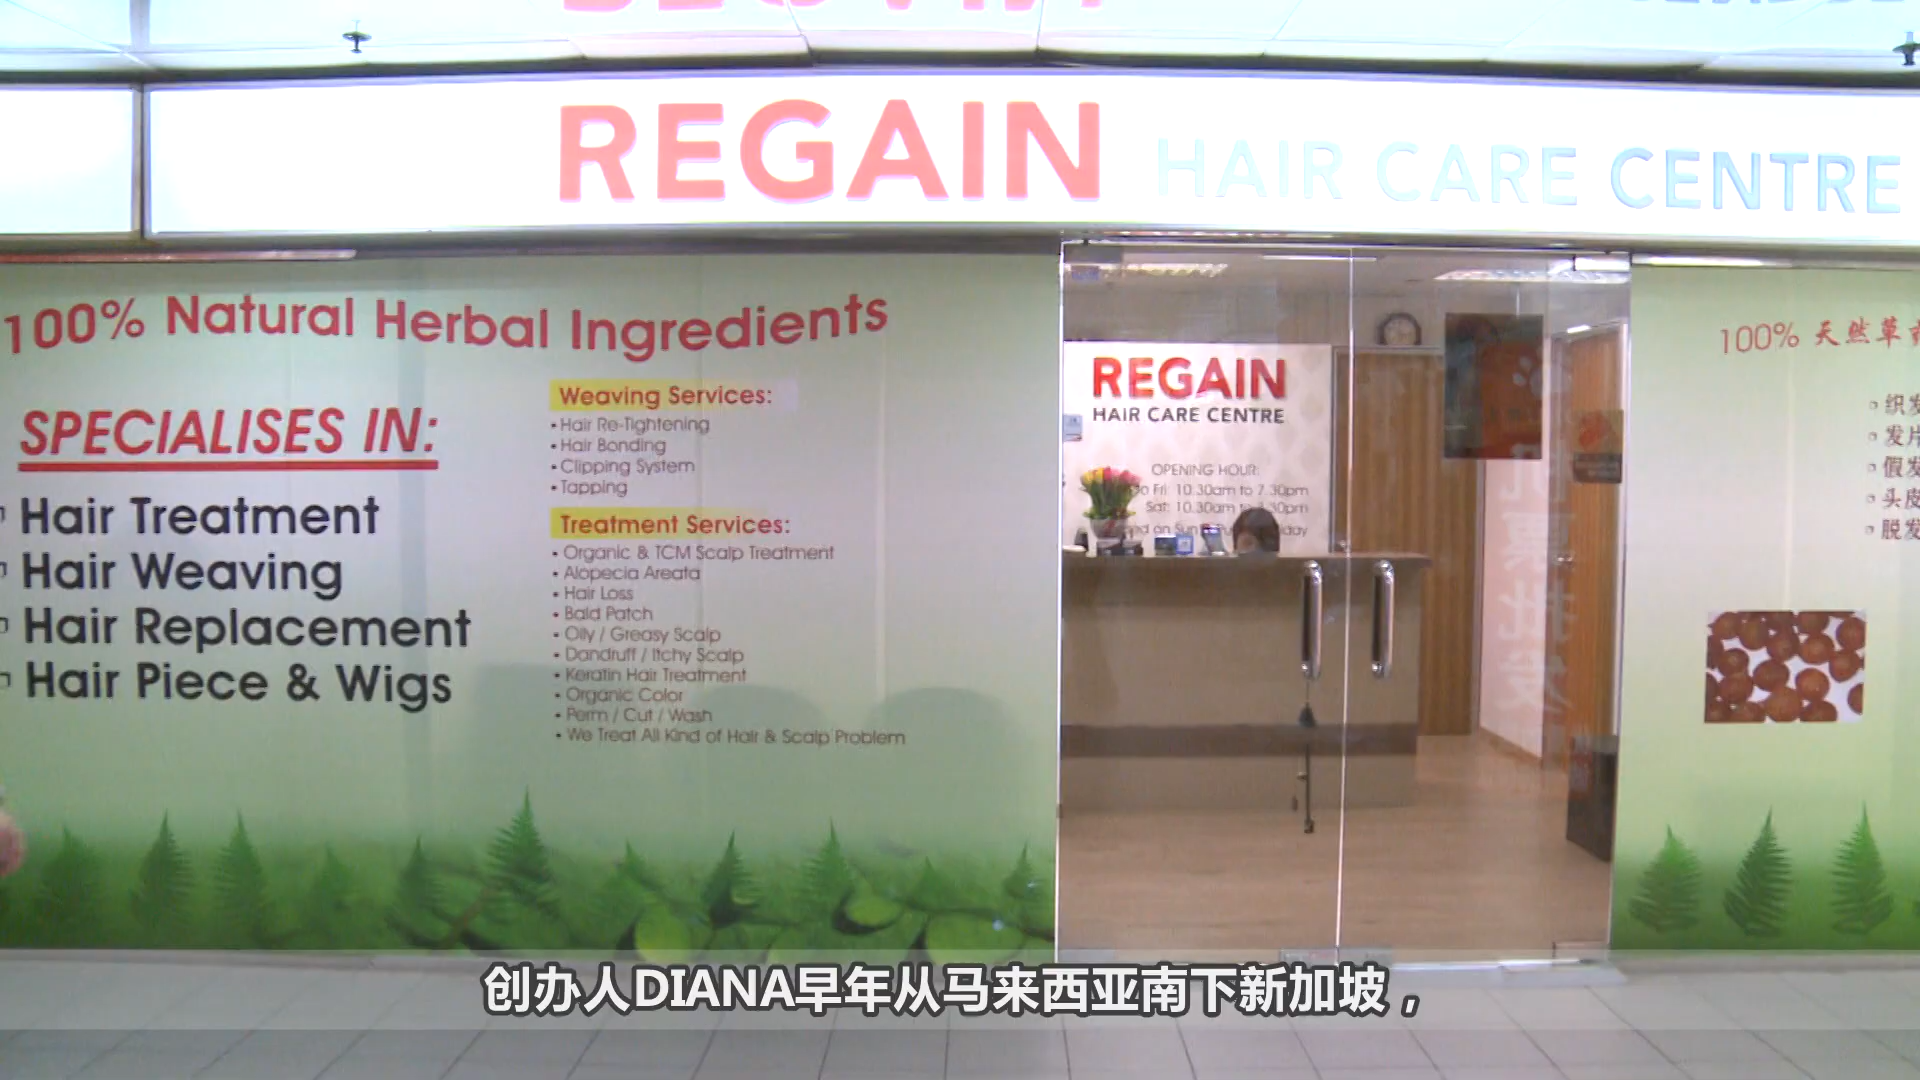 REGAIN HAIR CARE CENTRE
100% Natural Herbal Ingredients
SPECIALISES IN:
Hair Treatment
Hair Weaving
Hair Replacement
Hair Piece & Wigs
Weaving Services:
• Hair Re-Tightening
• Hair Bonding
• Clipping System
• Tapping
Treatment Services:
• Organic & TCM Scalp Treatment
• Alopecia Areata
• Hair Loss
• Bald Patch
• Oily / Greasy Scalp
• Dandruff / Itchy Scalp
• Keratin Hair Treatment
• Organic Color
• Perm / Cut / Wash
• We Treat All Kind of Hair & Scalp Problem
REGAIN
HAIR CARE CENTRE
OPENING HOUR:
Fri: 10.30am to 7.30pm
Sat: 10.30am to 3.30pm
on Sun
100% 天然草
织发
发片
假发
头皮
脱发
创办人DIANA早年从马来西亚南下新加坡，